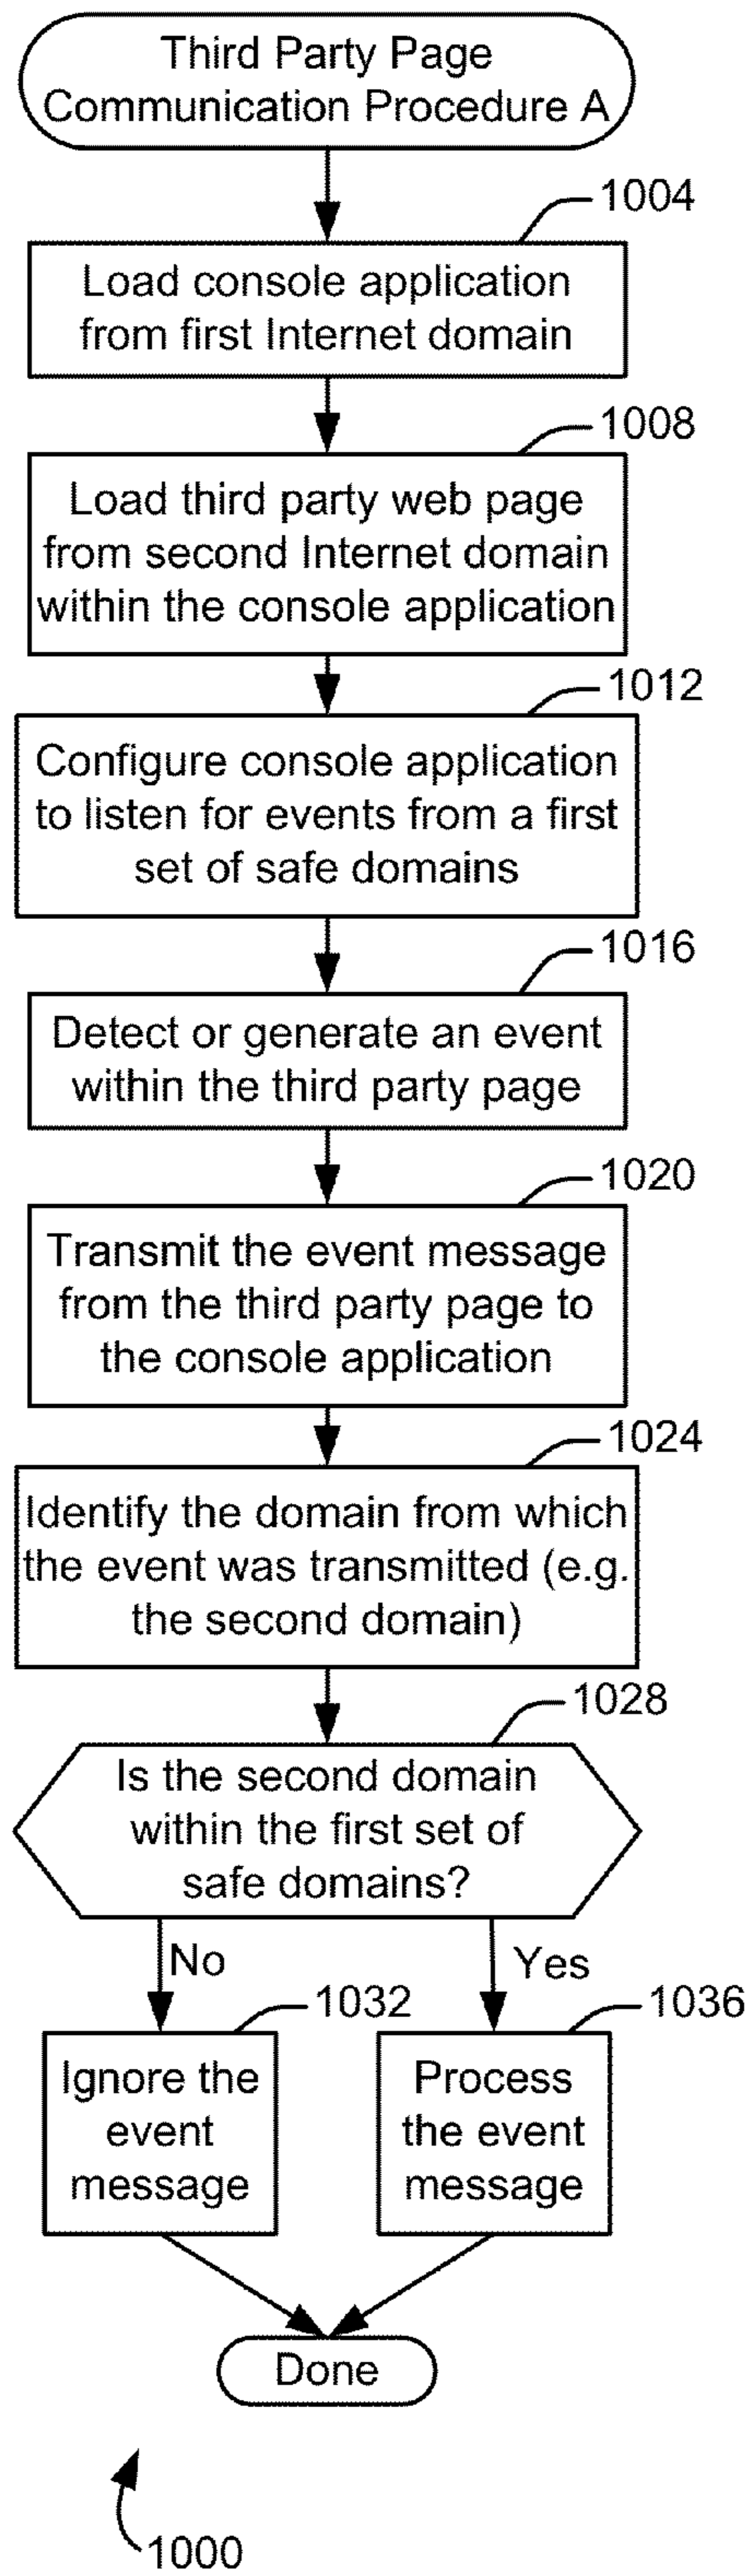 Third Party Page
Communication Procedure A
1004
Load console application
from first Internet domain
1008
Load third party web page
from second Internet domain
within the console application
1012
Configure console application
to listen for events from a first
set of safe domains
1016
Detect or generate an event
within the third party page
1020
Transmit the event message
from the third party page to
the console application
1024
Identify the domain from which
the event was transmitted (e.g.
the second domain)
1028
Is the second domain
within the first set of
safe domains?
No
Yes
1032
Ignore the
event
message
1036
Process
the event
message
Done
1000